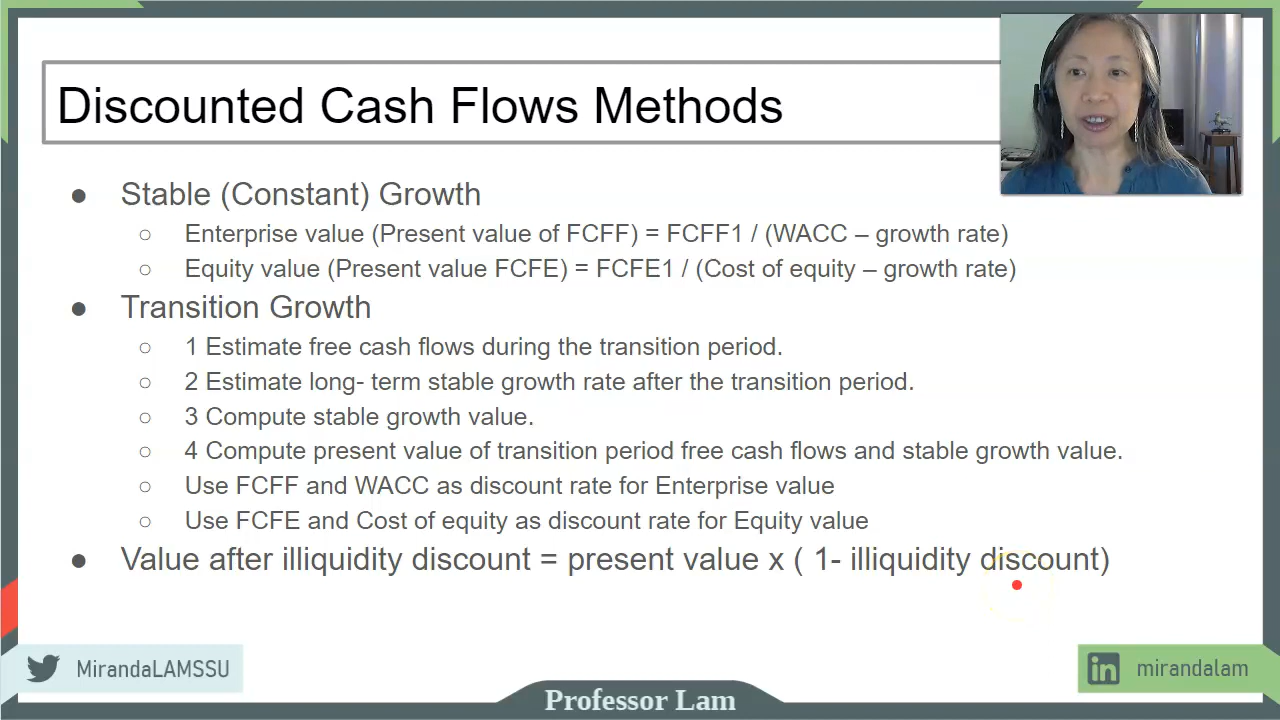 Discounted Cash Flows Methods
● Stable (Constant) Growth
○ Enterprise value (Present value of FCFF) = FCFF1 / (WACC – growth rate)
○ Equity value (Present value FCFE) = FCFE1 / (Cost of equity – growth rate)
● Transition Growth
○ 1 Estimate free cash flows during the transition period.
○ 2 Estimate long- term stable growth rate after the transition period.
○ 3 Compute stable growth value.
○ 4 Compute present value of transition period free cash flows and stable growth value.
○ Use FCFF and WACC as discount rate for Enterprise value
○ Use FCFE and Cost of equity as discount rate for Equity value
● Value after illiquidity discount = present value x ( 1- illiquidity discount)
MirandaLAMSSU
in mirandalam
Professor Lam